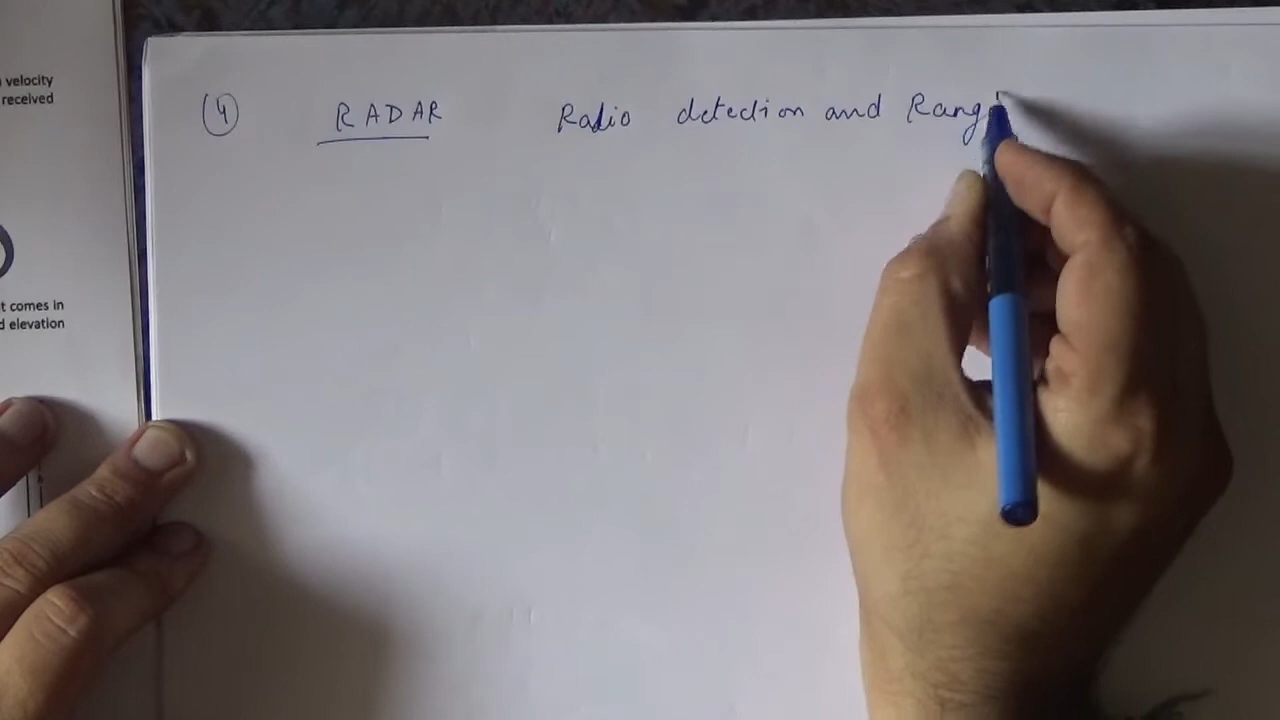 velocity
received
t comes in
d elevation
4 RADAR Radio detection and Rang